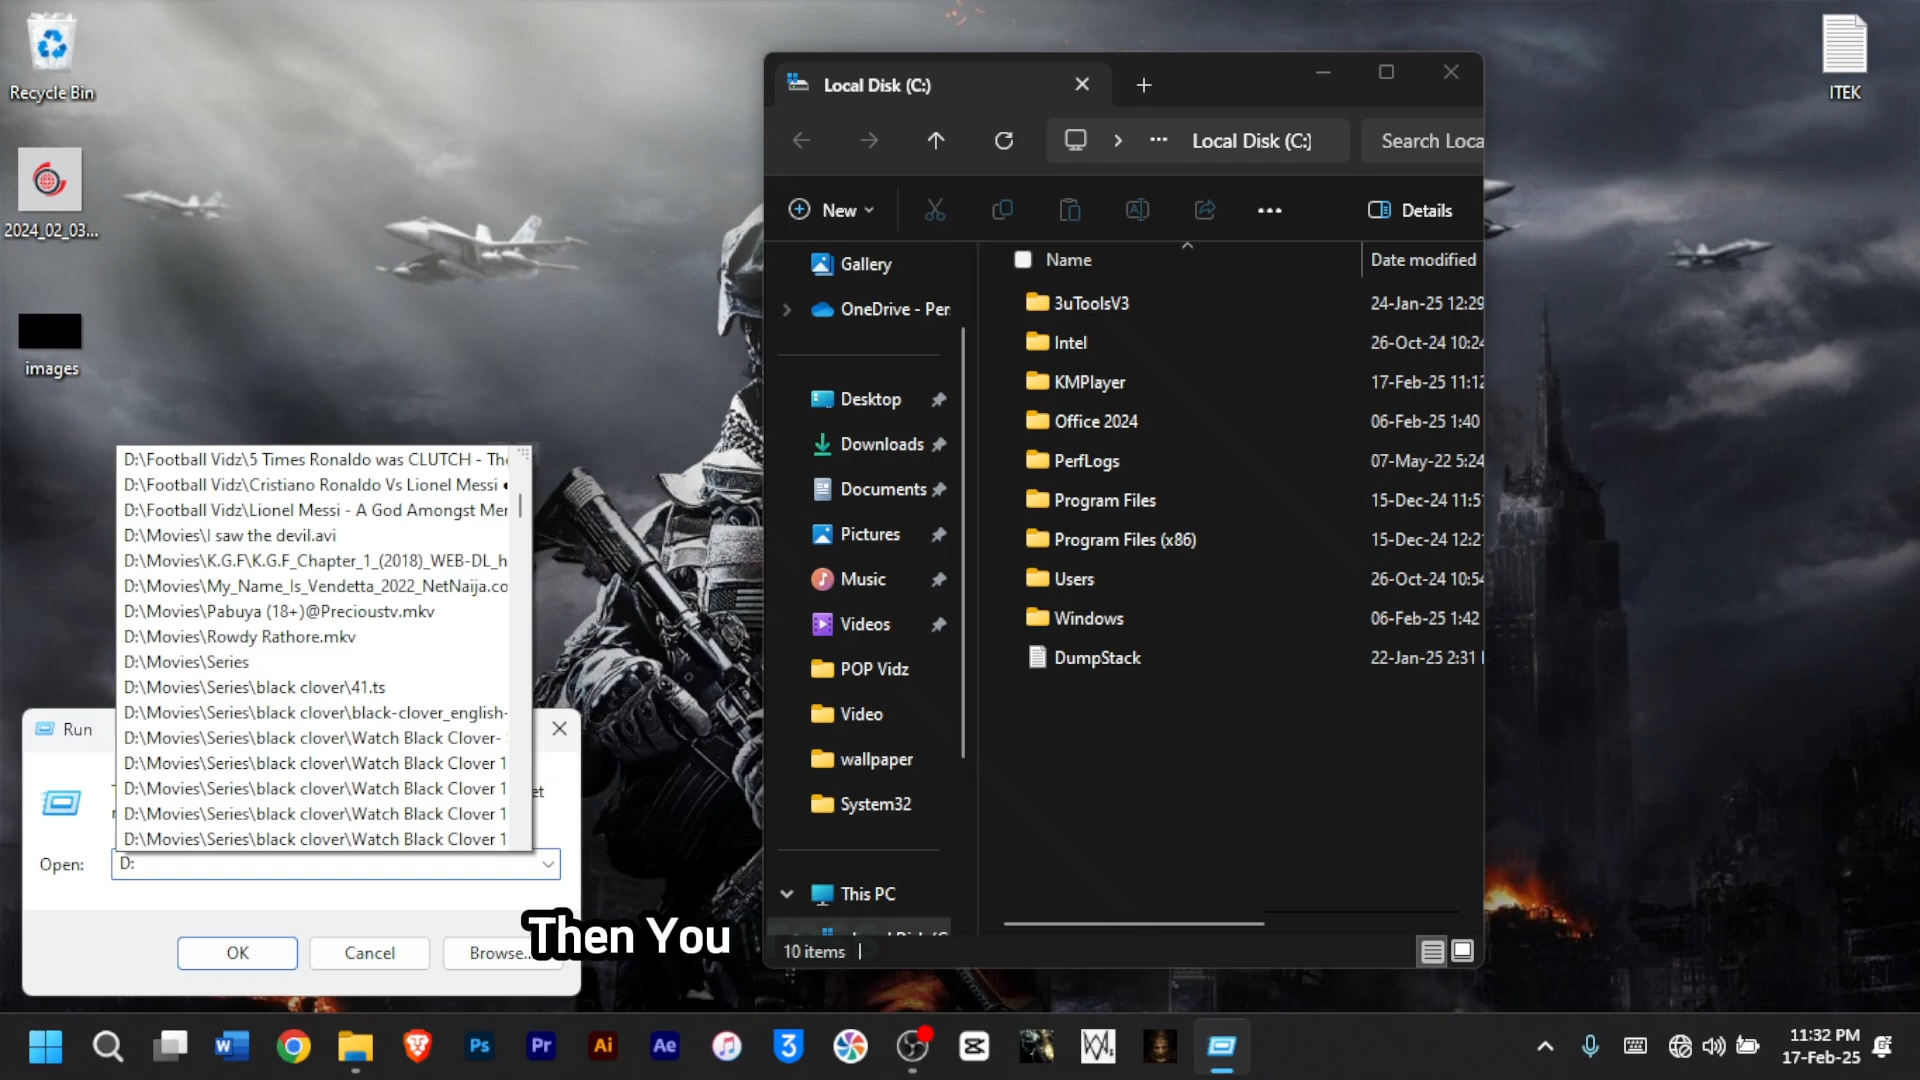 Recycle Bin
2024_02_03...
images
ITEK
Local Disk (C:)
Local Disk (C:)
Search Loca
New
Details
Gallery
OneDrive - Per
Desktop
Downloads
Documents
Pictures
Music
Videos
POP Vidz
Video
wallpaper
System32
This PC
Name
Date modified
3uToolsV3
24-Jan-25 12:29
Intel
26-Oct-24 10:24
KMPlayer
17-Feb-25 11:12
Office 2024
06-Feb-25 1:40
PerfLogs
07-May-22 5:24
Program Files
15-Dec-24 11:5
Program Files (x86)
15-Dec-24 12:2
Users
26-Oct-24 10:54
Windows
06-Feb-25 1:42
DumpStack
22-Jan-25 2:31
10 items
D:\Football Vidz\5 Times Ronaldo was CLUTCH - The
D:\Football Vidz\Cristiano Ronaldo Vs Lionel Messi
D:\Football Vidz\Lionel Messi - A God Amongst Mer
D:\Movies\I saw the devil.avi
D:\Movies\K.G.F\K.G.F_Chapter_1_(2018)_WEB-DL_h
D:\Movies\My_Name_Is_Vendetta_2022_NetNaija.co
D:\Movies\Pabuya (18+)@Precioustv.mkv
D:\Movies\Rowdy Rathore.mkv
D:\Movies\Series
D:\Movies\Series\black clover\41.ts
D:\Movies\Series\black clover\black-clover_english-
D:\Movies\Series\black clover\Watch Black Clover-
D:\Movies\Series\black clover\Watch Black Clover 1
D:\Movies\Series\black clover\Watch Black Clover 1
D:\Movies\Series\black clover\Watch Black Clover 1
D:\Movies\Series\black clover\Watch Black Clover 1
Run
et
Open: D:
OK
Cancel
Browse..
Then You
W
Ps
Pr
Ai
Ae
3
11:32 PM
17-Feb-25